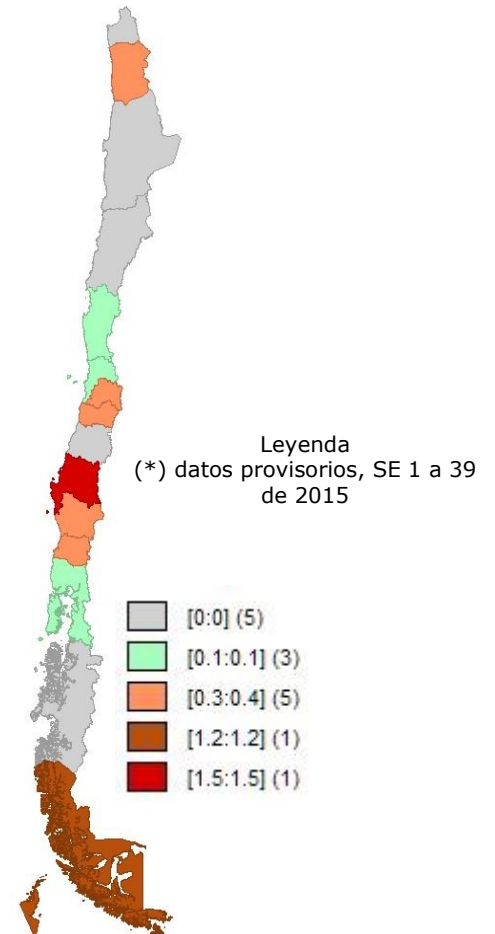 Leyenda
(*) datos provisorios, SE 1 a 39
de 2015
[0:0] (5)
[0.1:0.1] (3)
[0.3:0.4] (5)
[1.2:1.2] (1)
[1.5:1.5] (1)